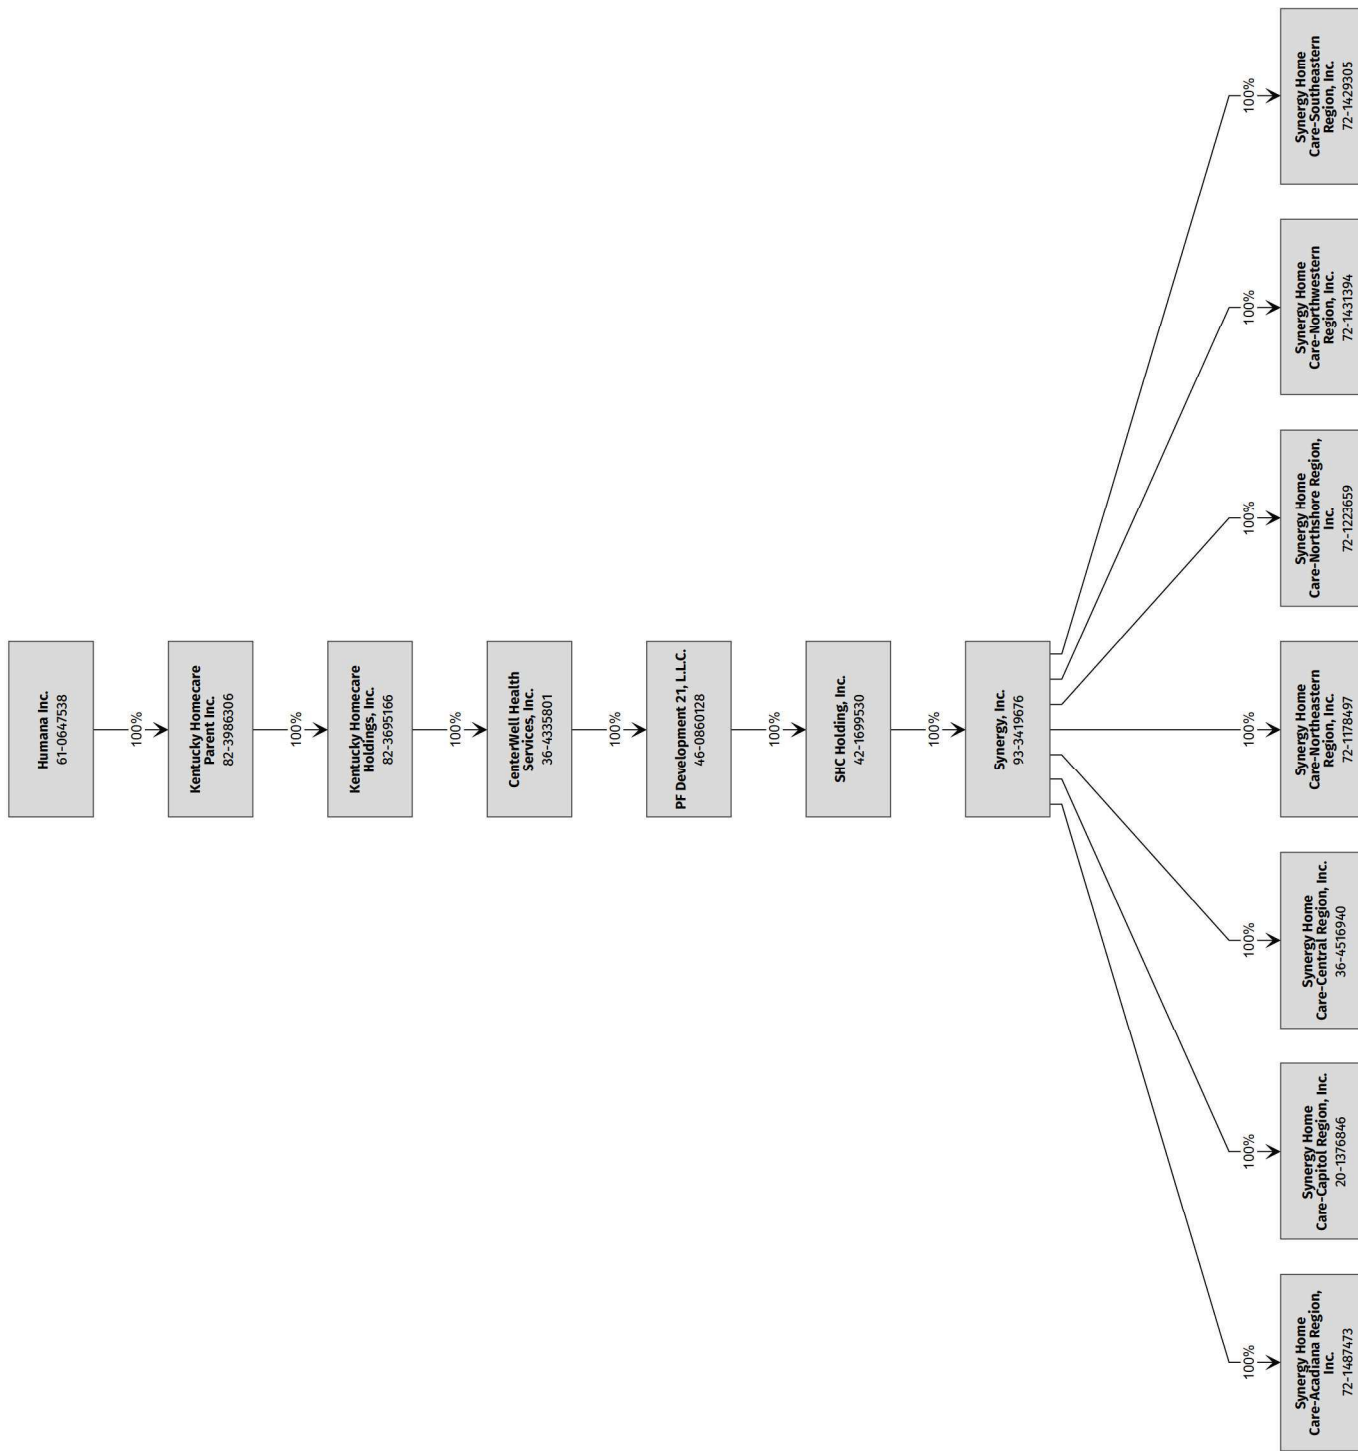 Humana Inc.
61-0647538
100%
Kentucky Homecare
Parent Inc.
82-3986306
100%
Kentucky Homecare
Holdings, Inc.
82-3695166
100%
CenterWell Health
Services, Inc.
36-4335801
100%
PF Development 21, L.L.C.
46-0860128
100%
SHC Holding, Inc.
42-1699530
100%
Synergy, Inc.
93-3419676
100%
Synergy Home
Care-Acadiana Region,
Inc.
72-1487473
100%
Synergy Home
Care-Capitol Region, Inc.
20-1376846
100%
Synergy Home
Care-Central Region, Inc.
36-4516940
100%
Synergy Home
Care-Northeastern
Region, Inc.
72-1178497
100%
Synergy Home
Care-Northshore Region,
Inc.
72-1223659
100%
Synergy Home
Care-Northwestern
Region, Inc.
72-1431394
100%
Synergy Home
Care-Southeastern
Region, Inc.
72-1429305